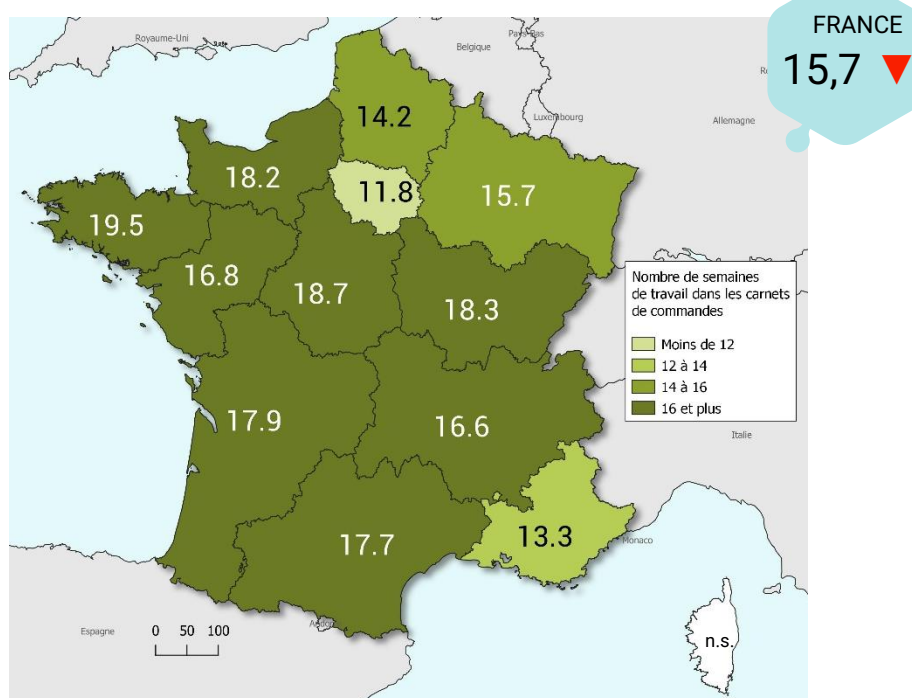 FRANCE
15,7
Royaume-Uni
Belgique
Pays-Bas
Luxembourg
Allemagne
14.2
18.2
11.8
15.7
19.5
16.8
18.7
18.3
Nombre de semaines
de travail dans les carnets
de commandes
Moins de 12
12 à 14
14 à 16
16 et plus
17.9
16.6
Italie
17.7
13.3
Monaco
Espagne
0 50 100
n.s.